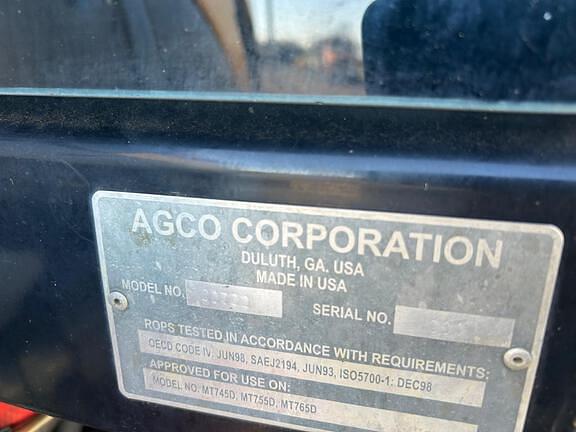 AGCO CORPORATION
DULUTH, GA. USA
MADE IN USA
MODEL NO.
SERIAL NO.
ROPS TESTED IN ACCORDANCE WITH REQUIREMENTS:
OECD CODE IV, JUN98, SAEJ2194, JUN93, ISO5700-1: DEC98
APPROVED FOR USE ON:
MODEL NO. MT745D, MT755D, MT765D